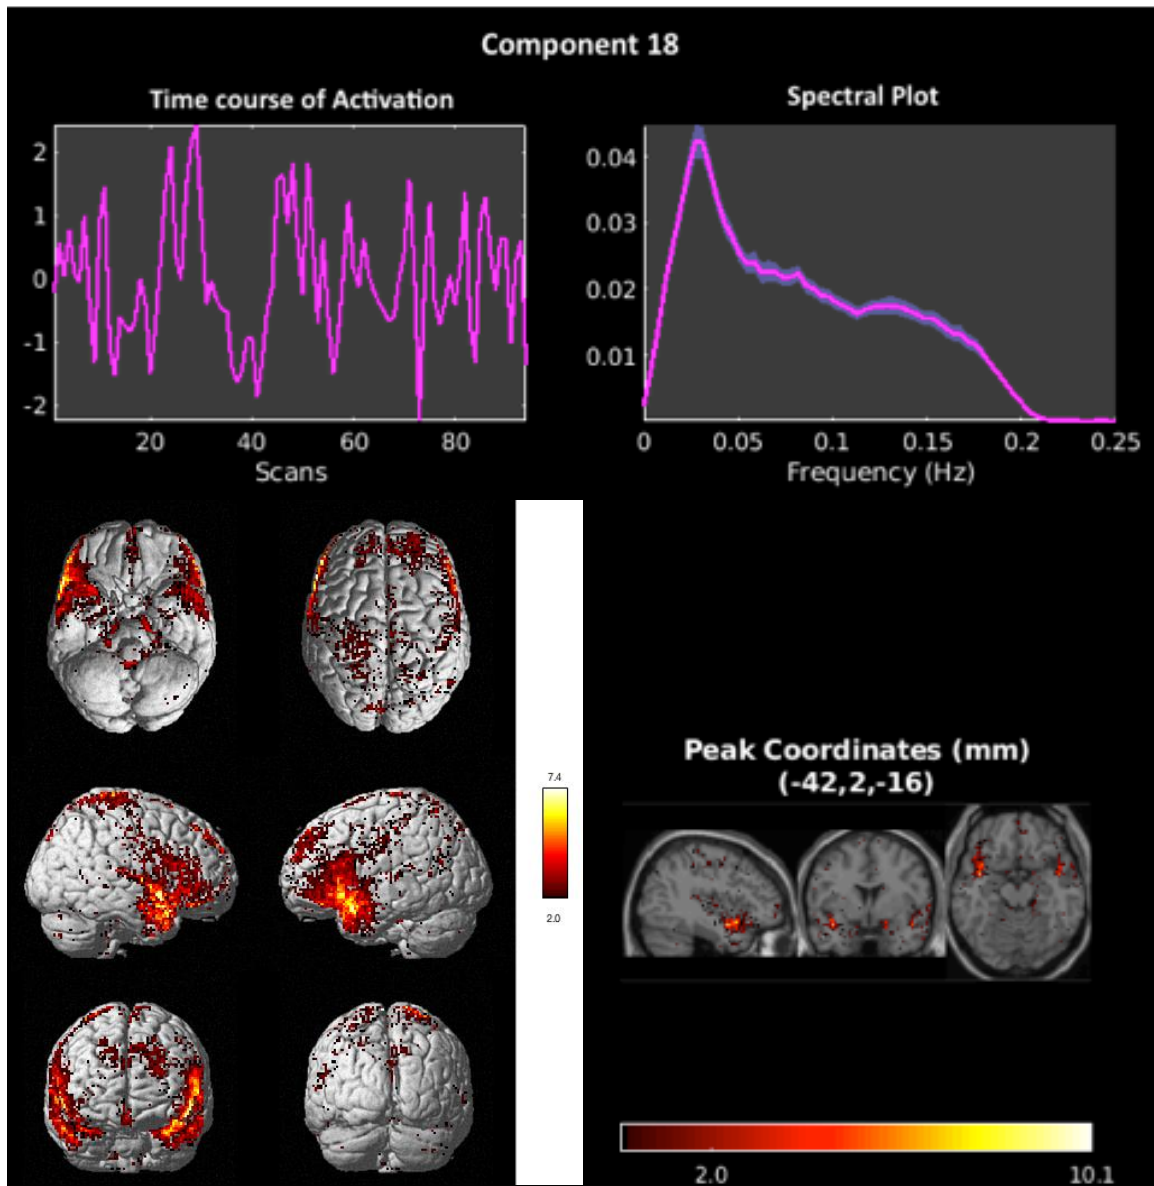 Component 18
Time course of Activation
2
1
0
-1
-2
20 40 60 80
Scans
Spectral Plot
0.04
0.03
0.02
0.01
0 0.05 0.1 0.15 0.2 0.25
Frequency (Hz)
7.4
2.0
Peak Coordinates (mm)
(-42,2,-16)
2.0 10.1